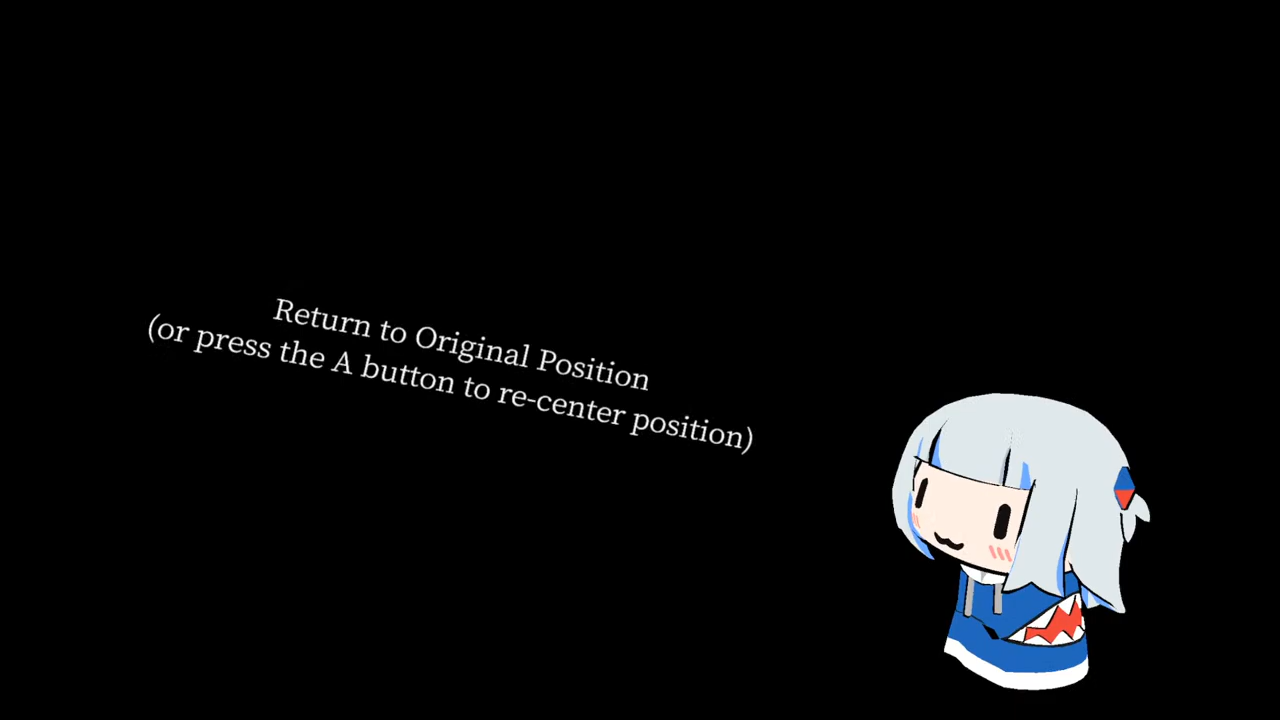 Return to Original Position
(or press the A button to re-center position)